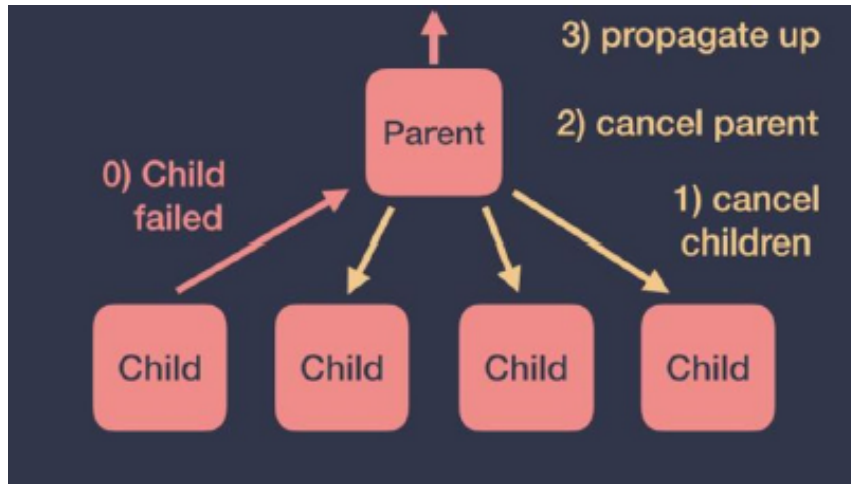 3) propagate up
Parent
2) cancel parent
0) Child
failed
1) cancel
children
Child
Child
Child
Child